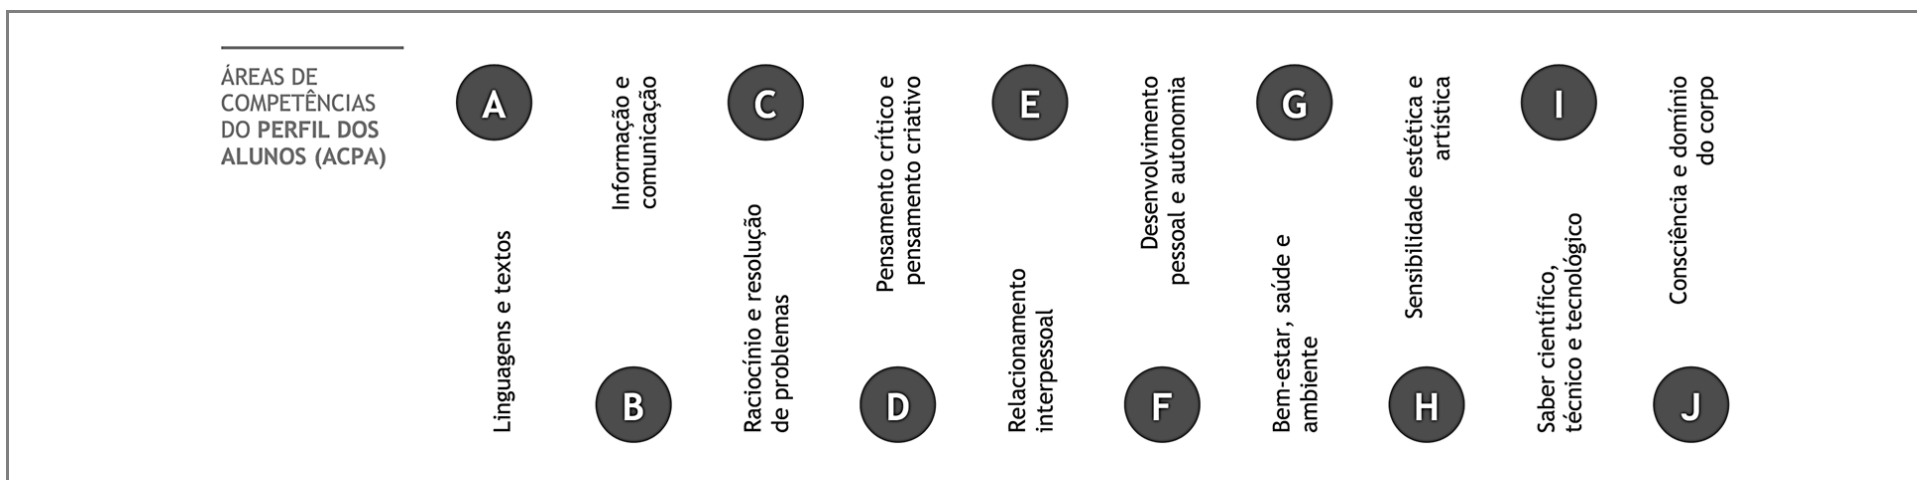 ÁREAS DE
COMPETÊNCIAS
DO PERFIL DOS
ALUNOS (ACPA)
A
Linguagens e textos
B
Informação e
comunicação
C
Raciocínio e resolução
de problemas
D
Pensamento crítico e
pensamento criativo
E
Relacionamento
interpessoal
F
Desenvolvimento
pessoal e autonomia
G
Bem-estar, saúde e
ambiente
H
Sensibilidade estética e
artística
I
Saber científico,
técnico e tecnológico
J
Consciência e domínio
do corpo